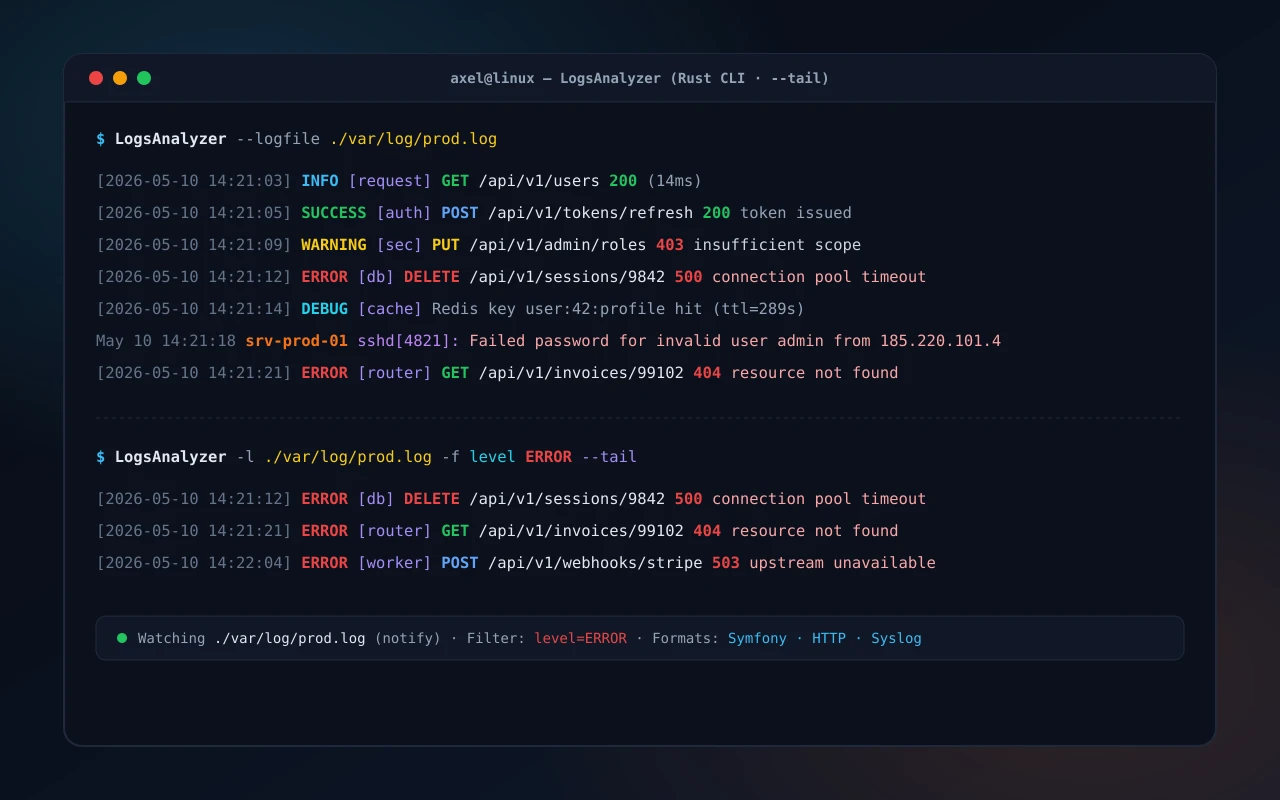 axel@linux — LogsAnalyzer (Rust CLI · --tail)
$ LogsAnalyzer --logfile ./var/log/prod.log
[2026-05-10 14:21:03] INFO [request] GET /api/v1/users 200 (14ms)
[2026-05-10 14:21:05] SUCCESS [auth] POST /api/v1/tokens/refresh 200 token issued
[2026-05-10 14:21:09] WARNING [sec] PUT /api/v1/admin/roles 403 insufficient scope
[2026-05-10 14:21:12] ERROR [db] DELETE /api/v1/sessions/9842 500 connection pool timeout
[2026-05-10 14:21:14] DEBUG [cache] Redis key user:42:profile hit (ttl=289s)
May 10 14:21:18 srv-prod-01 sshd[4821]: Failed password for invalid user admin from 185.220.101.4
[2026-05-10 14:21:21] ERROR [router] GET /api/v1/invoices/99102 404 resource not found
$ LogsAnalyzer -l ./var/log/prod.log -f level ERROR --tail
[2026-05-10 14:21:12] ERROR [db] DELETE /api/v1/sessions/9842 500 connection pool timeout
[2026-05-10 14:21:21] ERROR [router] GET /api/v1/invoices/99102 404 resource not found
[2026-05-10 14:22:04] ERROR [worker] POST /api/v1/webhooks/stripe 503 upstream unavailable
Watching ./var/log/prod.log (notify) · Filter: level=ERROR · Formats: Symfony · HTTP · Syslog